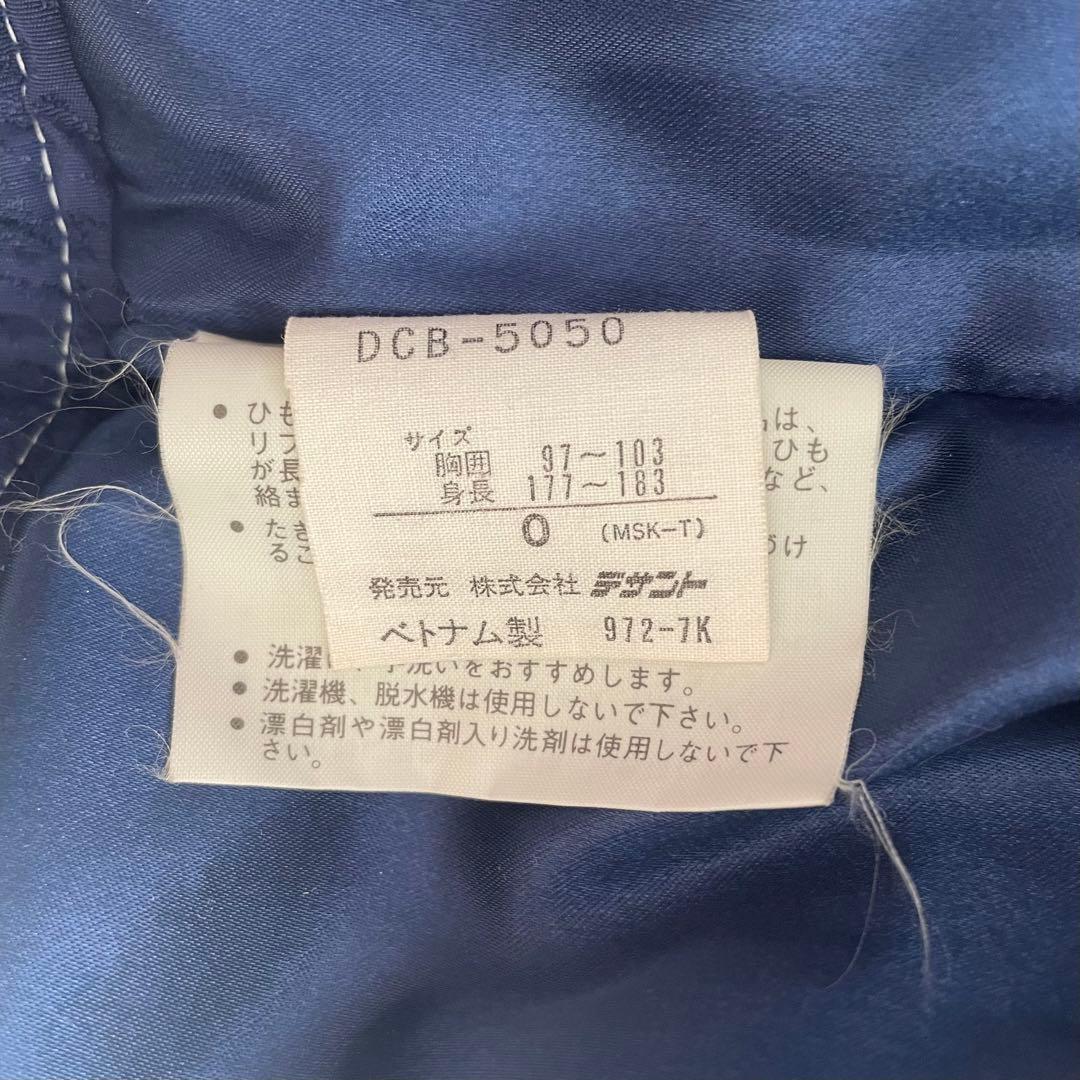 DCB-5050
サイズ
胸囲 97～103
身長 177～183
O (MSK-T)
発売元 株式会社 デサント
ベトナム製 972-7K
● ひも は、
リフ ひも
が長 など、
絡ま
● たき うけ
るこ
● 洗濯 手洗いをおすすめします。
● 洗濯機、脱水機は使用しないで下さい。
● 漂白剤や漂白剤入り洗剤は使用しないで下
さい。